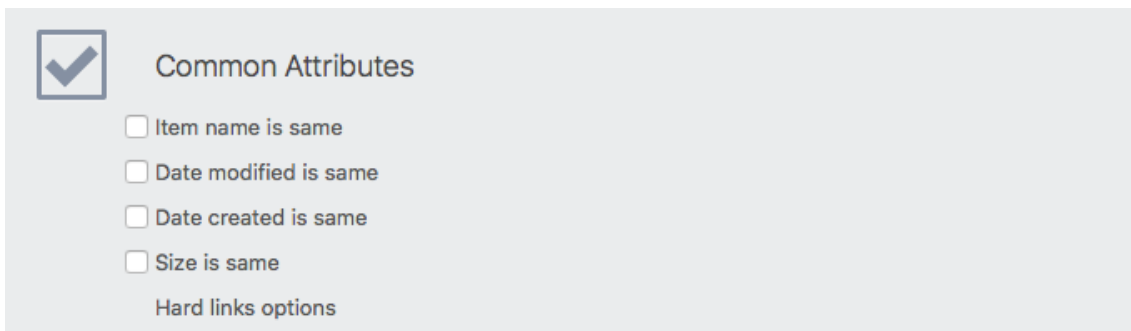 Common Attributes
Item name is same
Date modified is same
Date created is same
Size is same
Hard links options